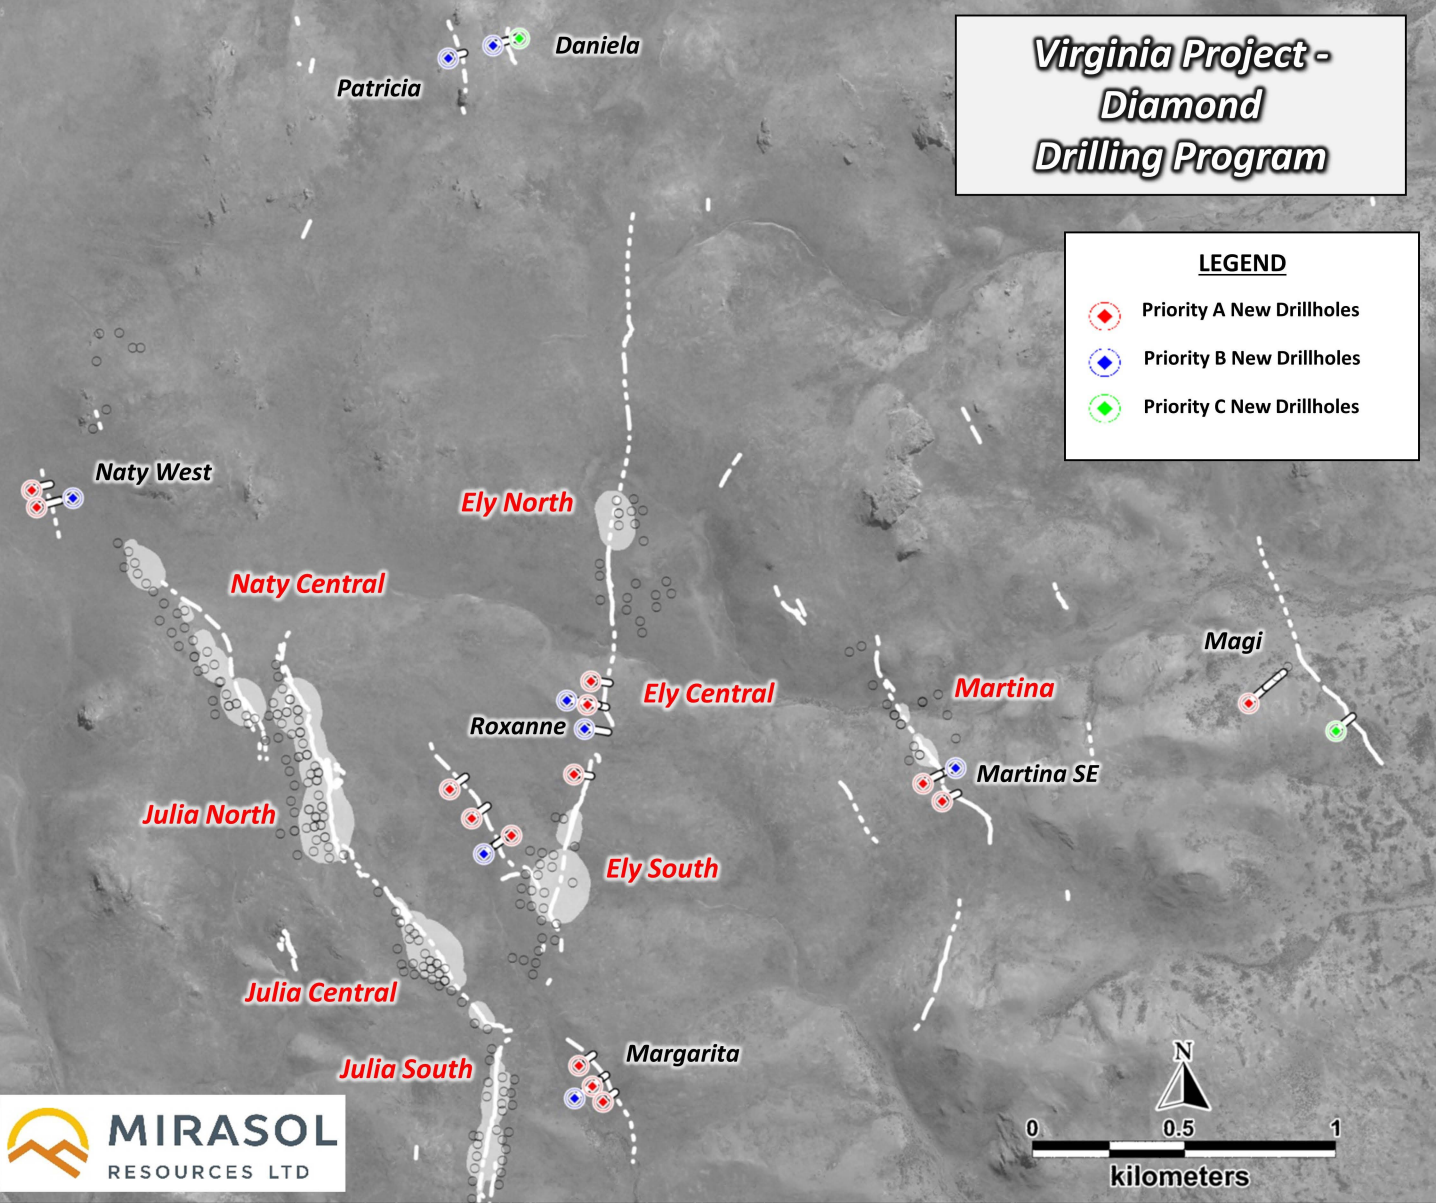 Virginia Project -
Diamond
Drilling Program
Daniela
Patricia
LEGEND
Priority A New Drillholes
Priority B New Drillholes
Priority C New Drillholes
Naty West
Ely North
Naty Central
Magi
Ely Central
Martina
Roxanne
Martina SE
Julia North
Ely South
Julia Central
Margarita
Julia South
N
0 0.5 1
kilometers
MIRASOL
RESOURCES LTD